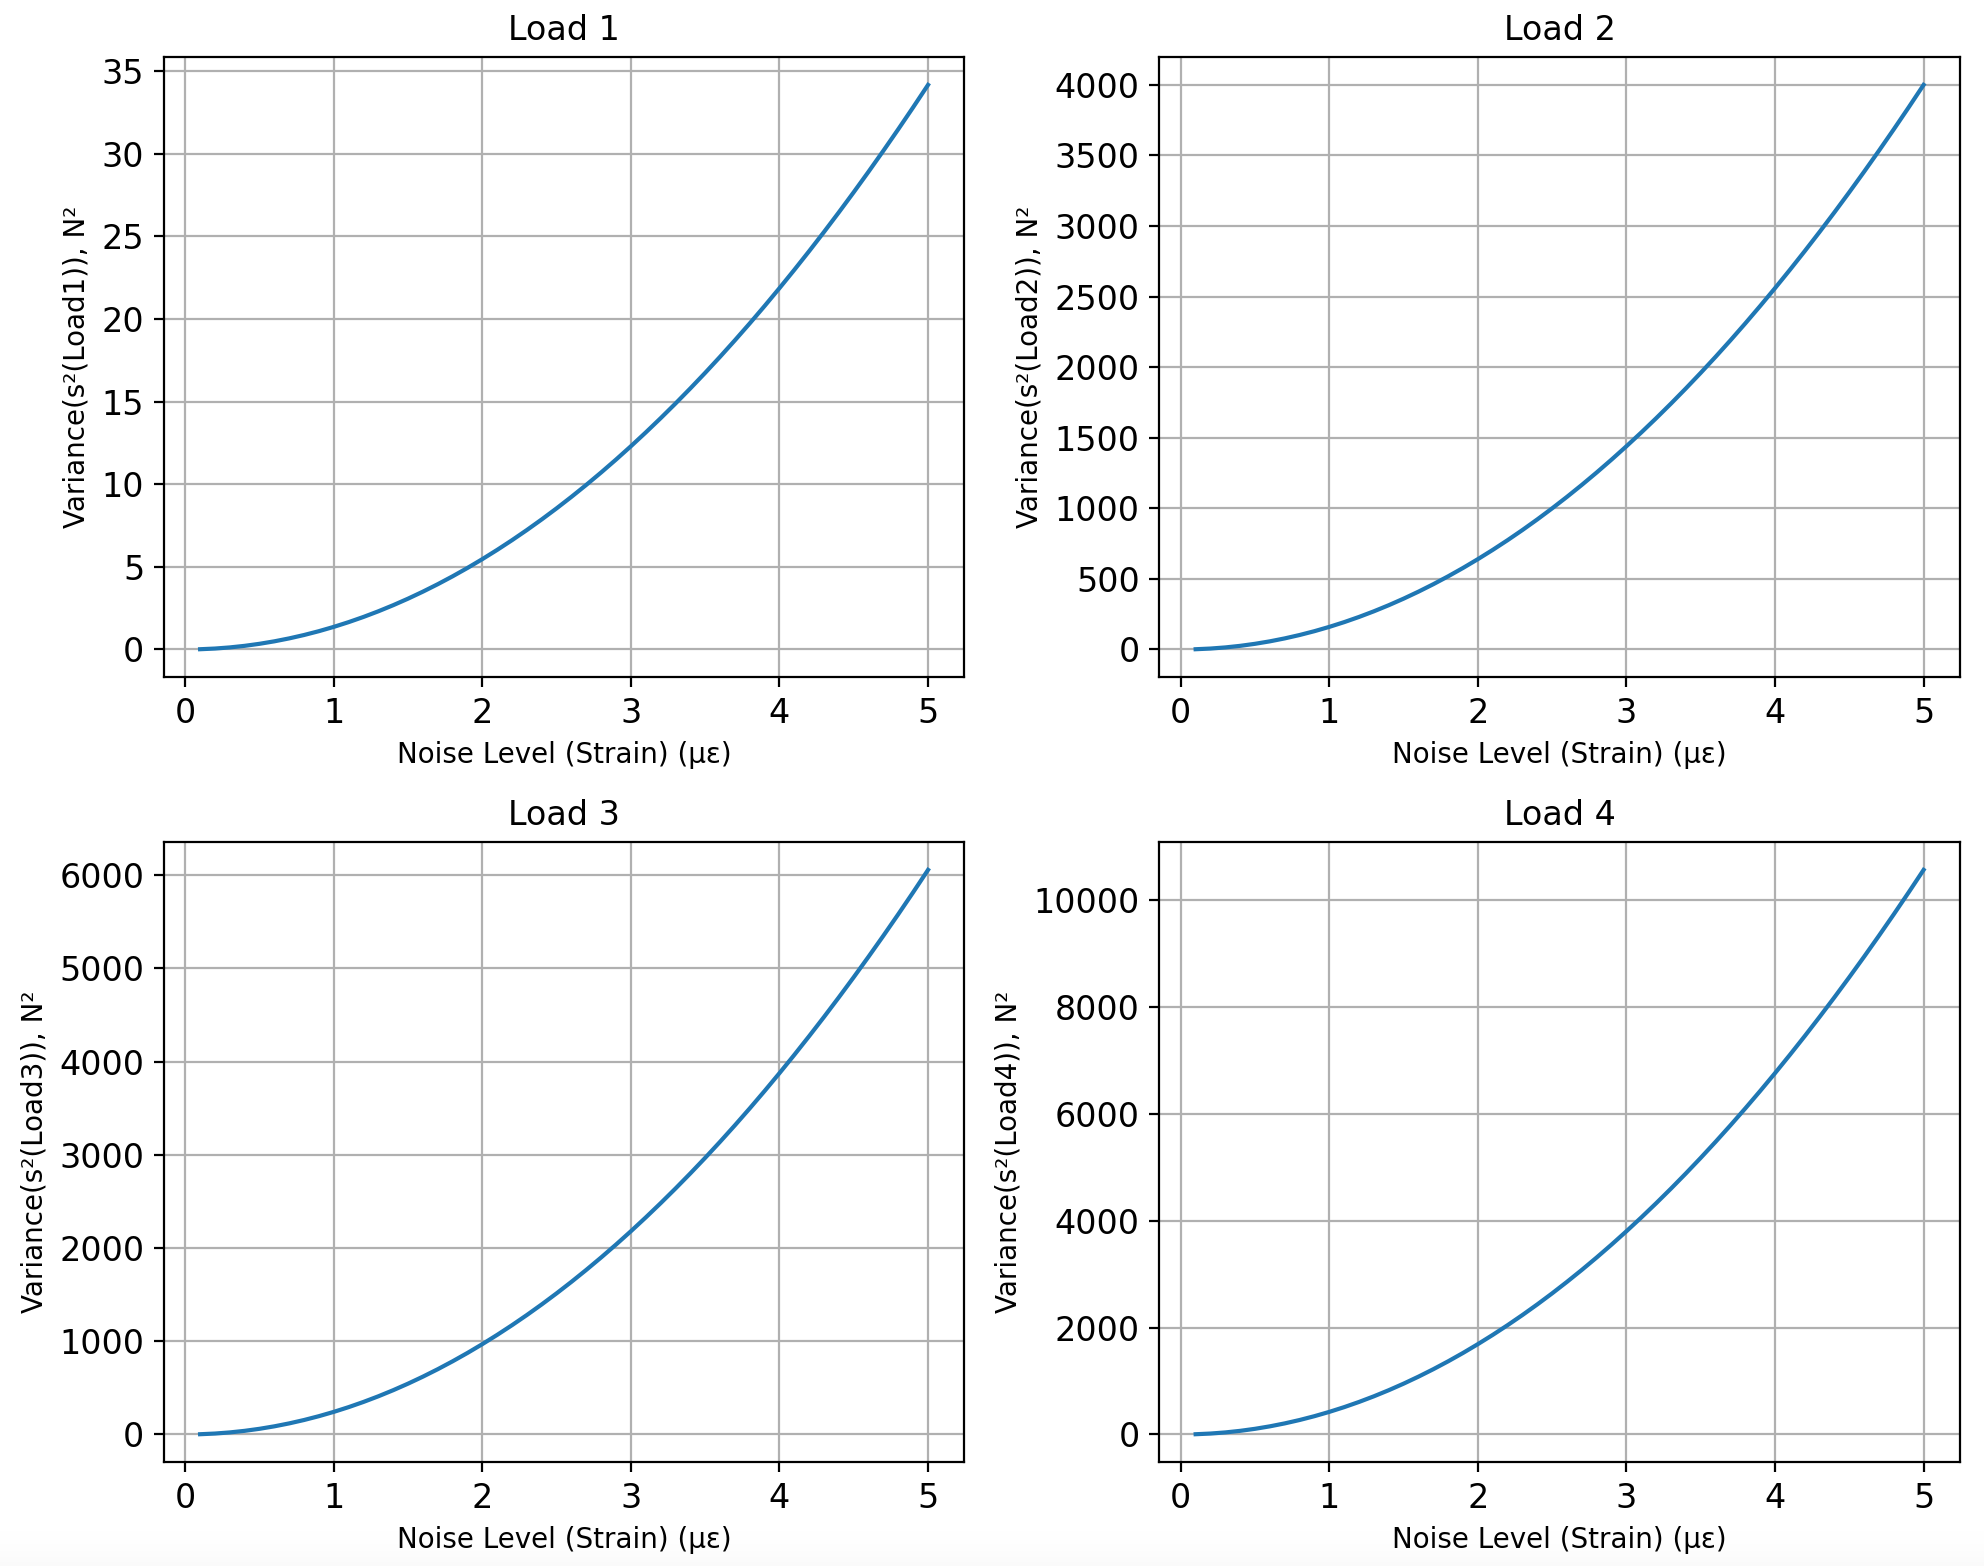 Load 1
Variance(s²(Load1)), N²
35
30
25
20
15
10
5
0
0 1 2 3 4 5
Noise Level (Strain) (με)
Load 2
Variance(s²(Load2)), N²
4000
3500
3000
2500
2000
1500
1000
500
0
0 1 2 3 4 5
Noise Level (Strain) (με)
Load 3
Variance(s²(Load3)), N²
6000
5000
4000
3000
2000
1000
0
0 1 2 3 4 5
Noise Level (Strain) (με)
Load 4
Variance(s²(Load4)), N²
10000
8000
6000
4000
2000
0
0 1 2 3 4 5
Noise Level (Strain) (με)